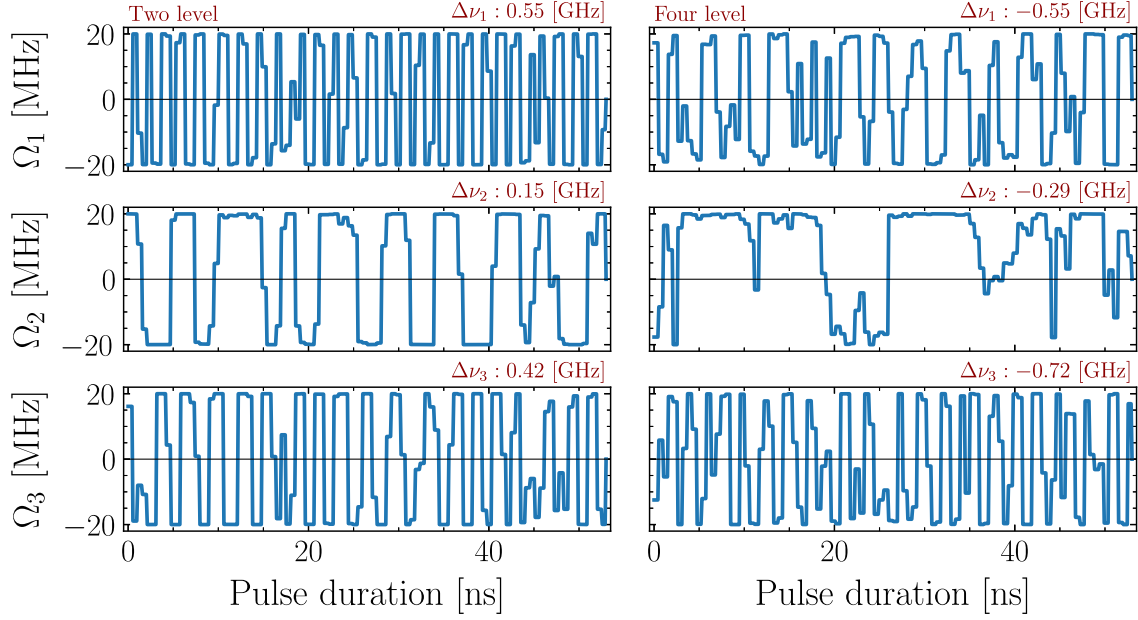 Two level
Δν₁ : 0.55 [GHz]
Four level
Δν₁ : −0.55 [GHz]
Ω₁ [MHz]
20
0
−20
Δν₂ : 0.15 [GHz]
Δν₂ : −0.29 [GHz]
Ω₂ [MHz]
20
0
−20
Δν₃ : 0.42 [GHz]
Δν₃ : −0.72 [GHz]
Ω₃ [MHz]
20
0
−20
0 20 40
0 20 40
Pulse duration [ns]
Pulse duration [ns]